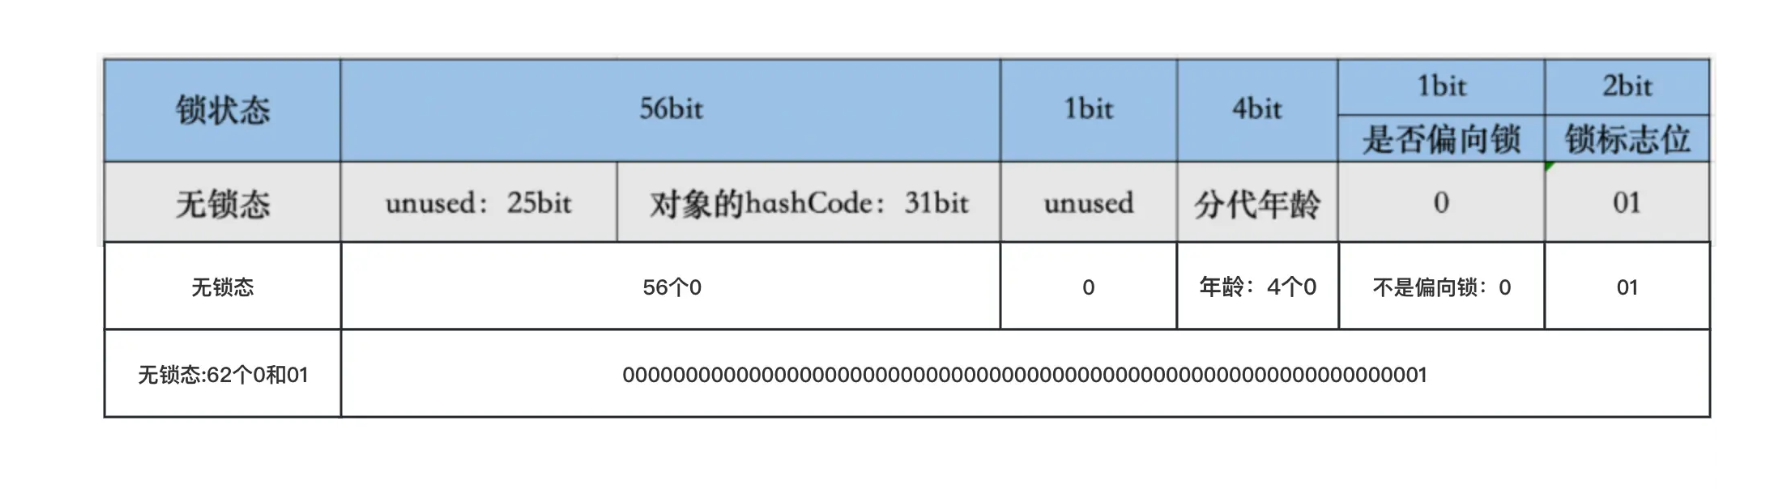 锁状态
56bit
1bit
4bit
1bit
2bit
是否偏向锁
锁标志位
无锁态
unused：25bit
对象的hashCode：31bit
unused
分代年龄
0
01
无锁态
56个0
0
年龄：4个0
不是偏向锁：0
01
无锁态:62个0和01
0000000000000000000000000000000000000000000000000000000000000001